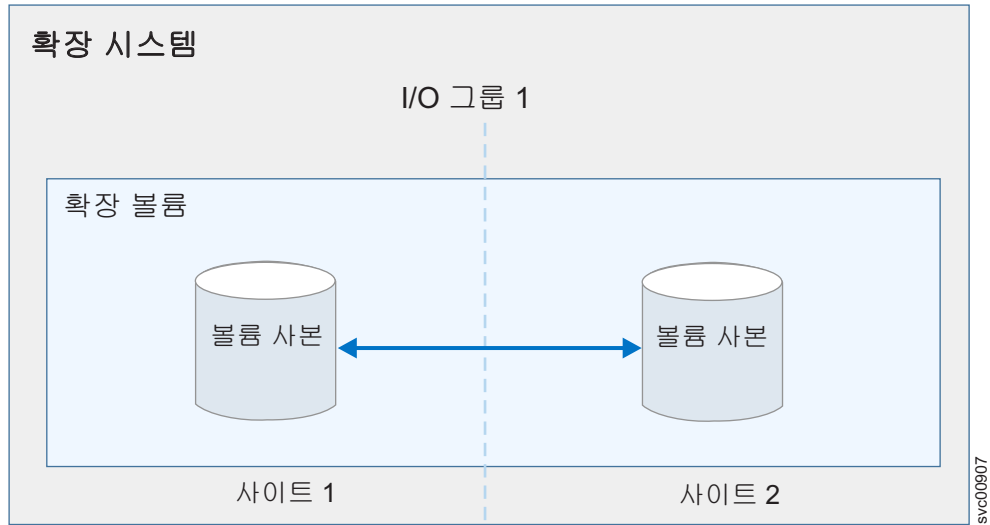 확장 시스템
I/O 그룹 1
확장 볼륨
볼륨 사본
볼륨 사본
사이트 1
사이트 2
svc00907